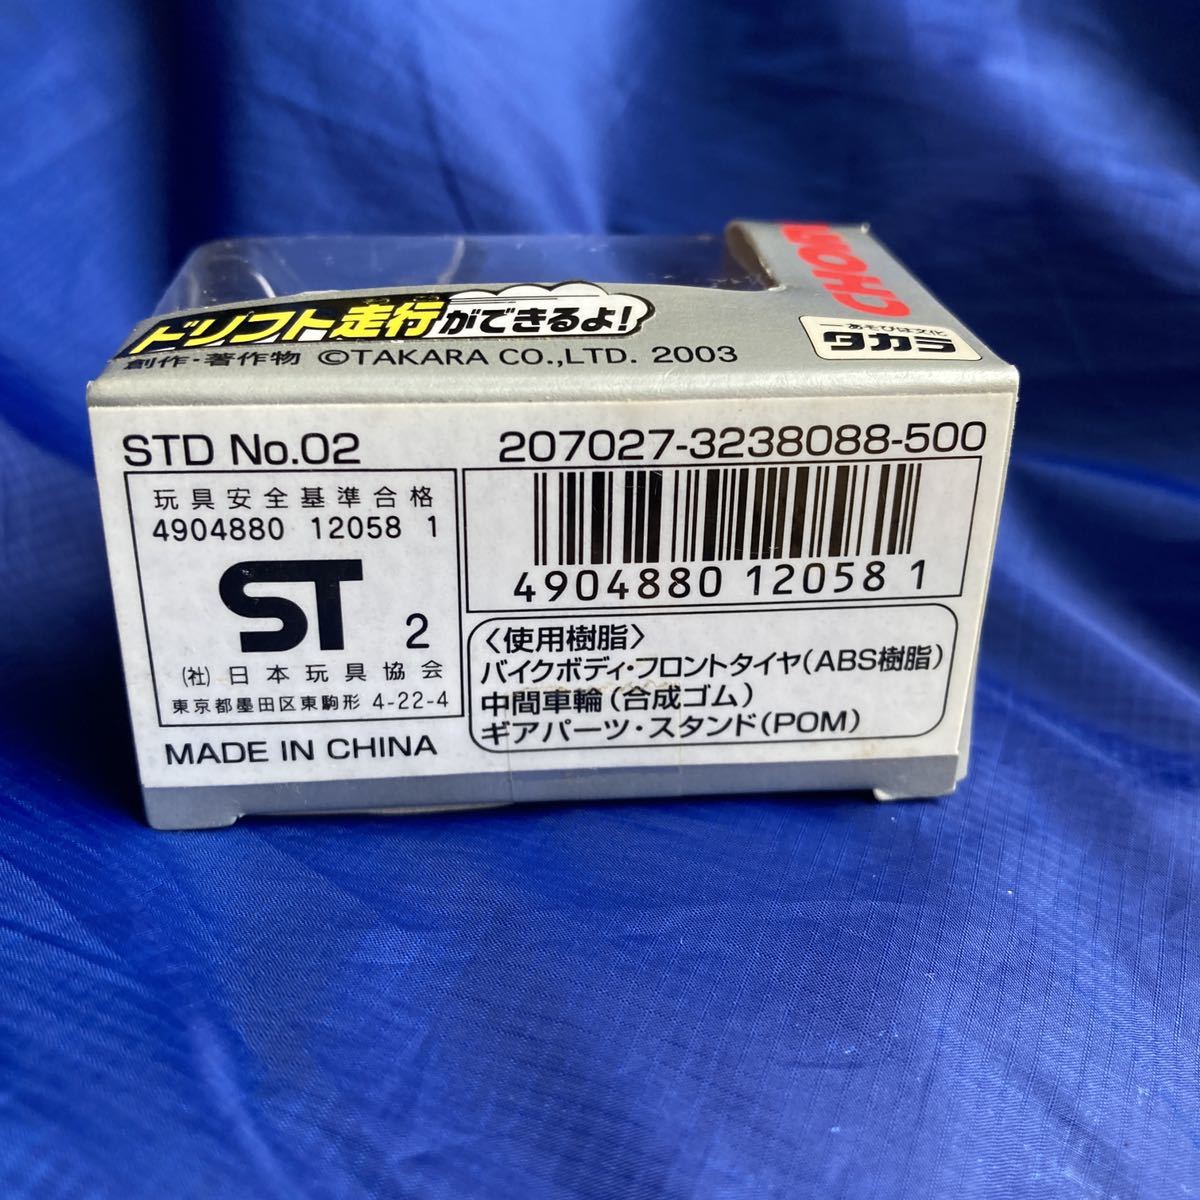 CHORO
ドリフト走行ができるよ!
あそびは文化
タカラ
創作・著作物 ©TAKARA CO.,LTD. 2003
STD No.02
207027-3238088-500
玩具安全基準合格
4904880 12058 1
ST 2
(社)日本玩具協会
東京都墨田区東駒形 4-22-4
MADE IN CHINA
4904880 12058 1
〈使用樹脂〉
バイクボディ・フロントタイヤ(ABS樹脂)
中間車輪(合成ゴム)
ギアパーツ・スタンド(POM)